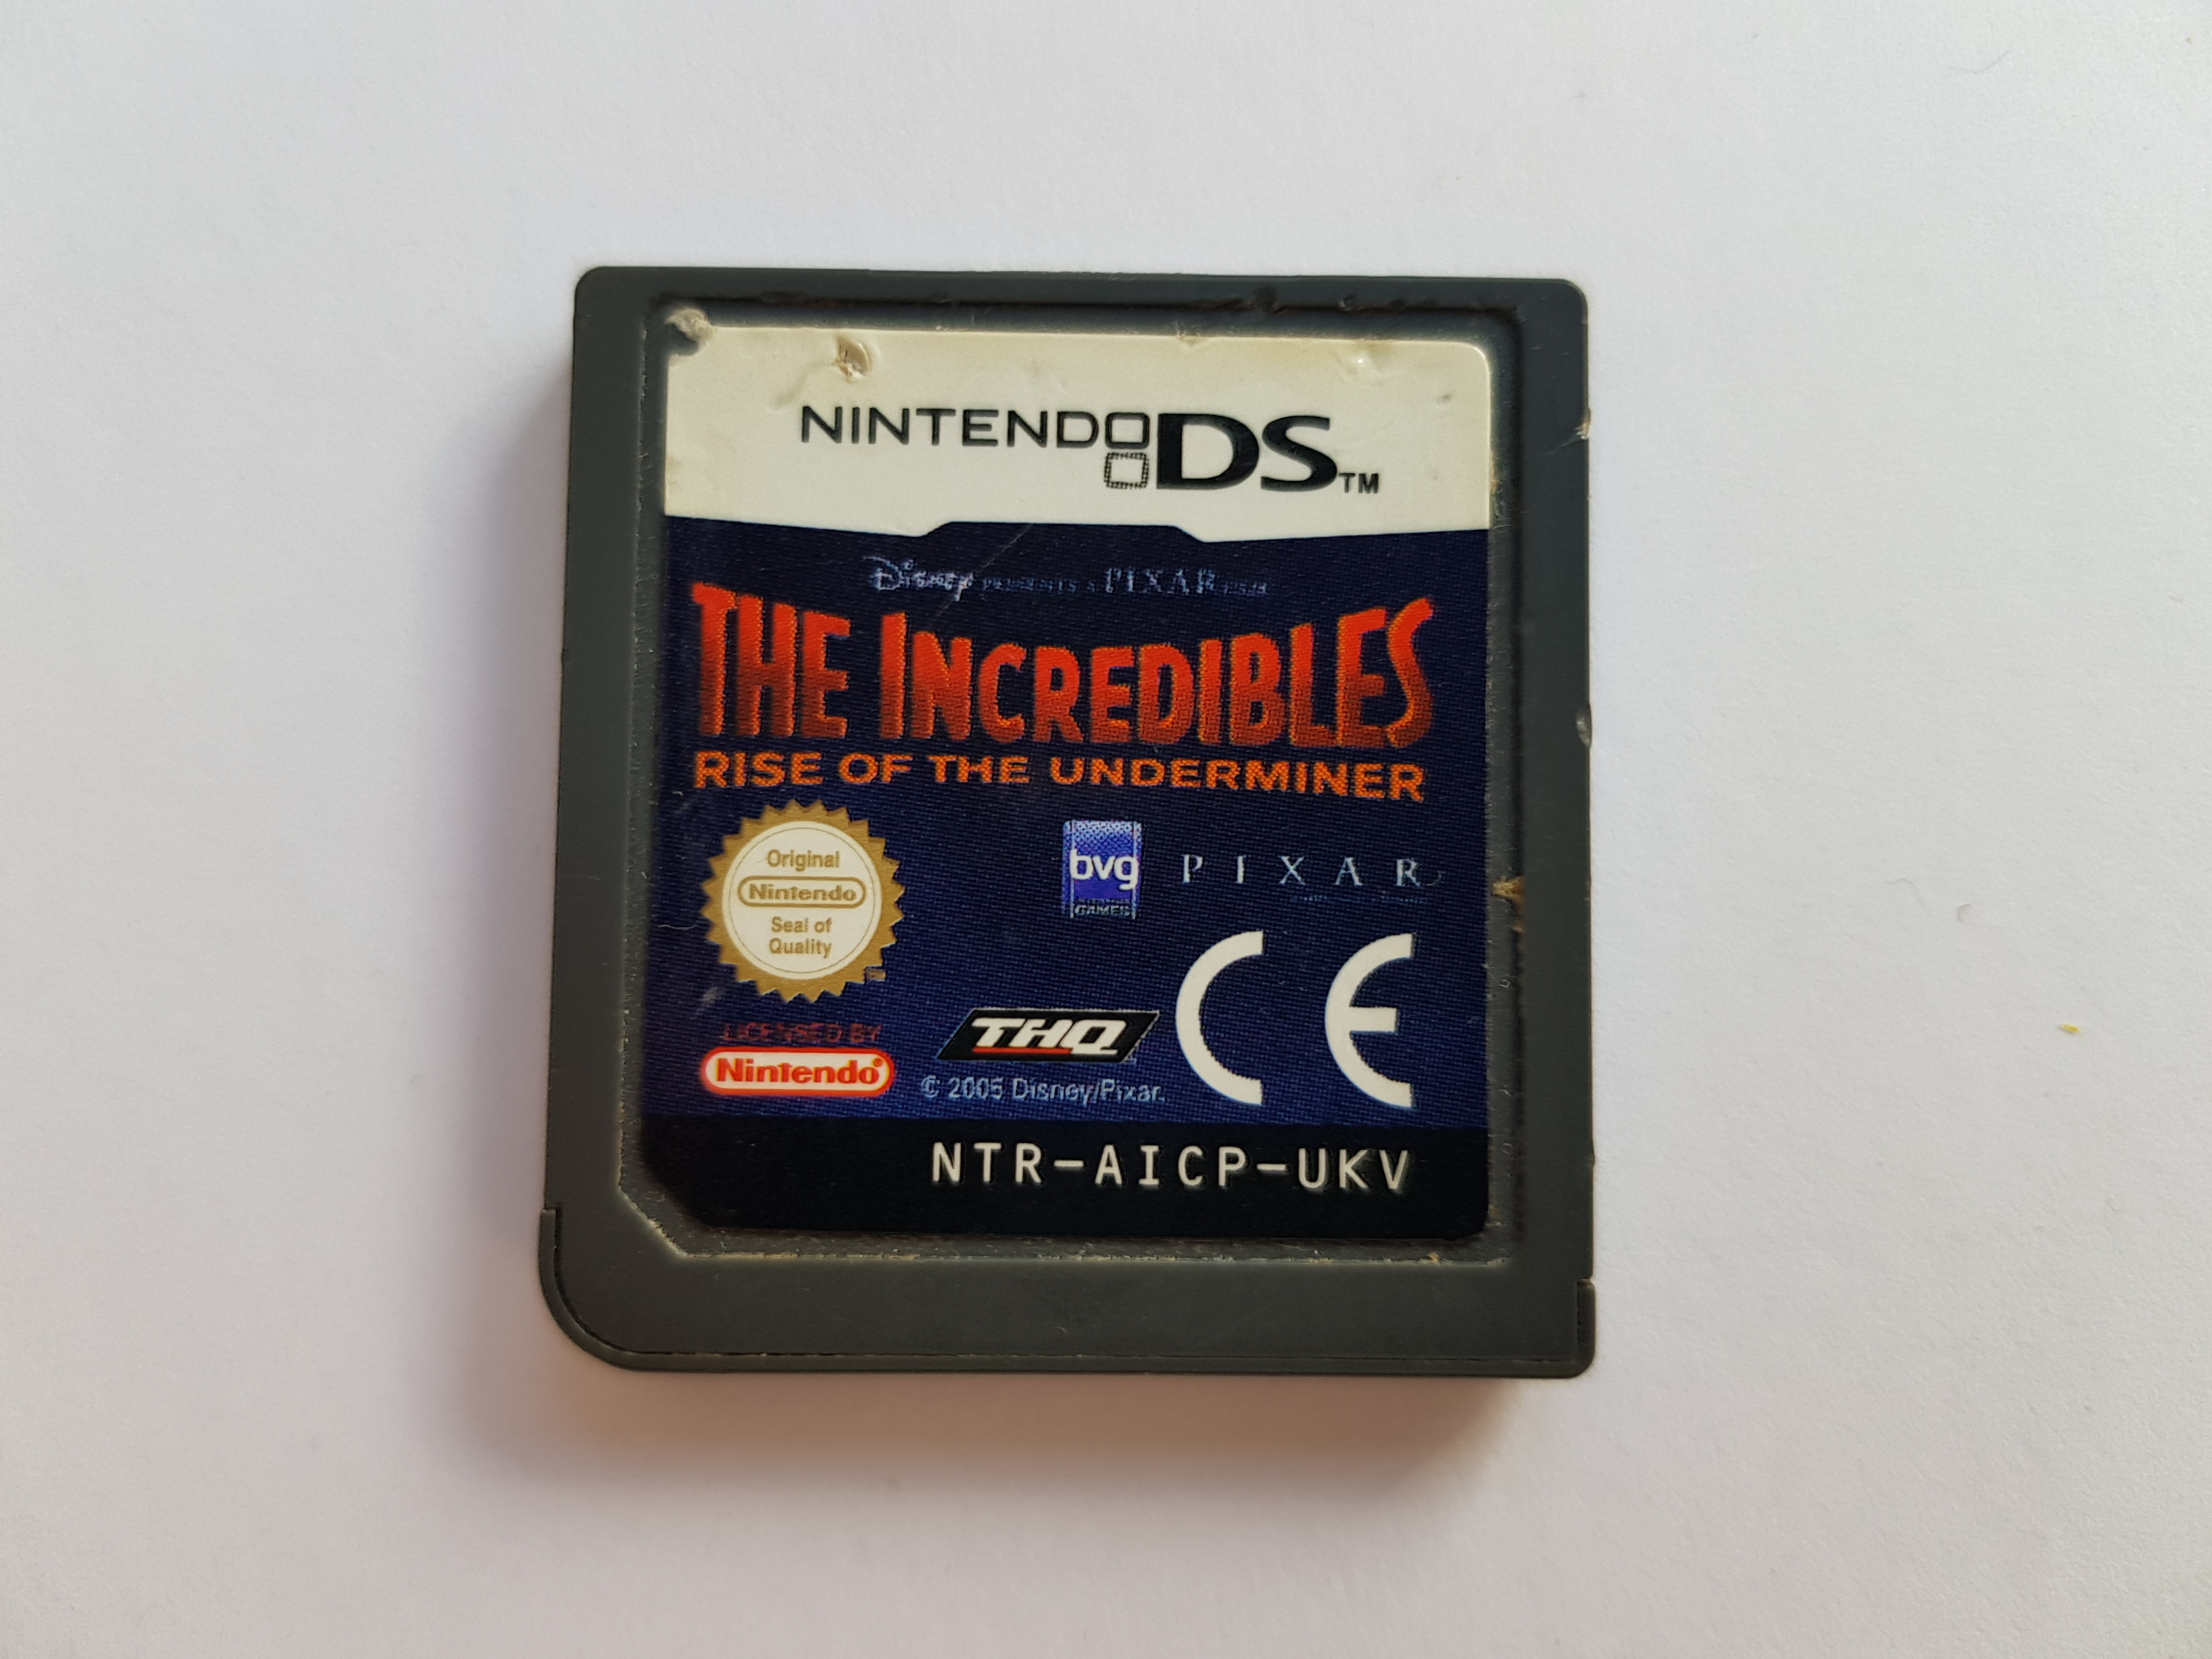 NINTENDO DS™
Disney PRESENTS A PIXAR FILM
THE INCREDIBLES
RISE OF THE UNDERMINER
Original
Nintendo
Seal of
Quality
TM
bvg
GAMES
PIXAR
LICENSED BY
Nintendo®
THQ
© 2005 Disney/Pixar.
CE
NTR-AICP-UKV